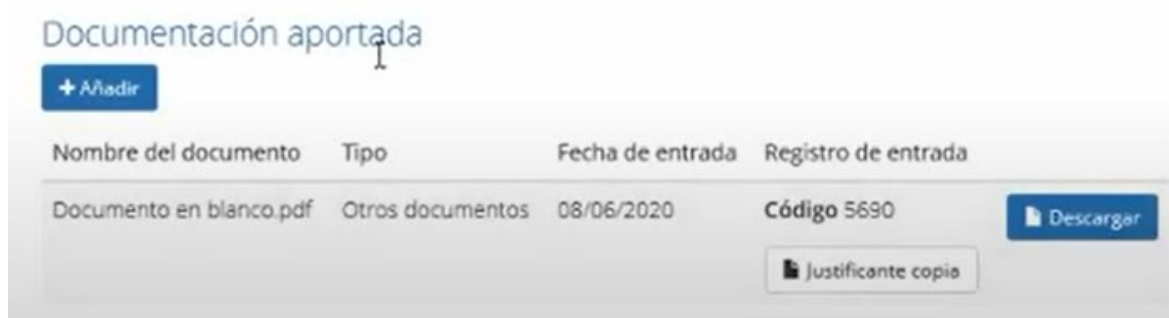 Documentación aportada
+ Añadir
Nombre del documento Tipo Fecha de entrada Registro de entrada
Documento en blanco.pdf Otros documentos 08/06/2020 Código 5690 Descargar
Justificante copia